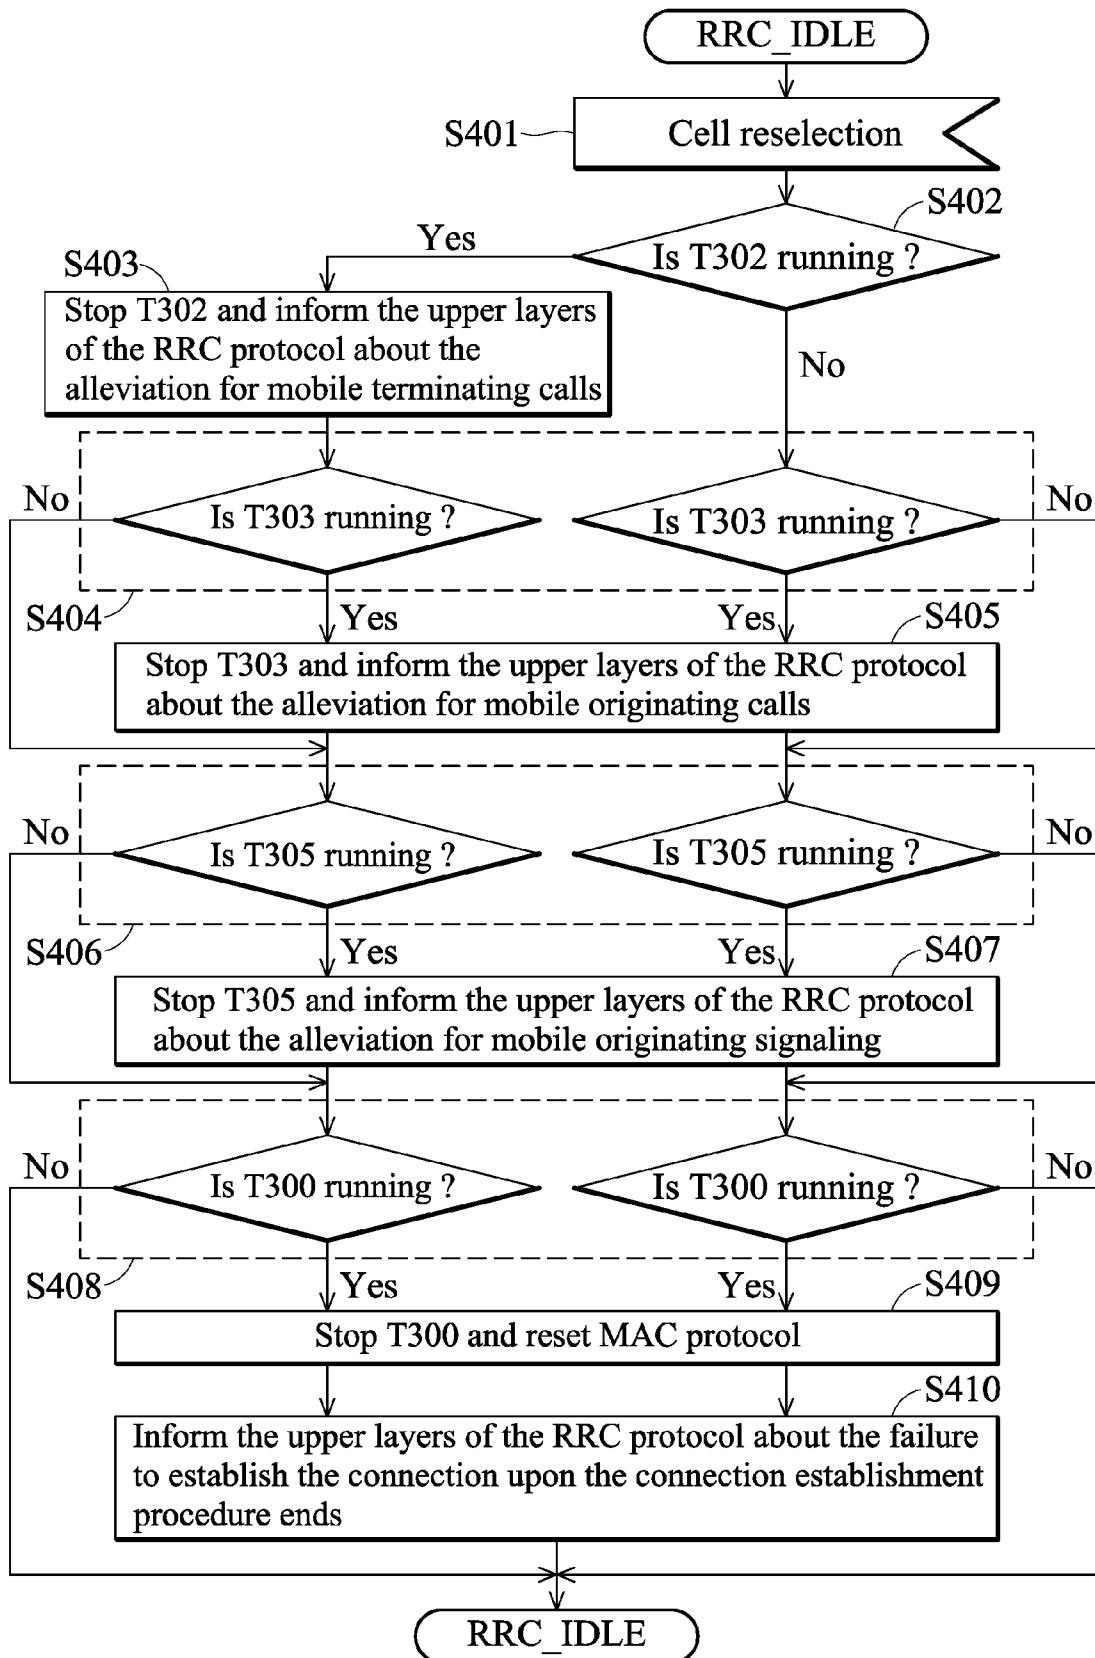 RRC_IDLE
S401
Cell reselection
S402
Yes
Is T302 running ?
S403
Stop T302 and inform the upper layers
of the RRC protocol about the
alleviation for mobile terminating calls
No
No
Is T303 running ?
Is T303 running ?
No
S404
Yes
Yes
S405
Stop T303 and inform the upper layers of the RRC protocol
about the alleviation for mobile originating calls
No
Is T305 running ?
Is T305 running ?
No
S406
Yes
Yes
S407
Stop T305 and inform the upper layers of the RRC protocol
about the alleviation for mobile originating signaling
No
Is T300 running ?
Is T300 running ?
No
S408
Yes
Yes
S409
Stop T300 and reset MAC protocol
S410
Inform the upper layers of the RRC protocol about the failure
to establish the connection upon the connection establishment
procedure ends
RRC_IDLE